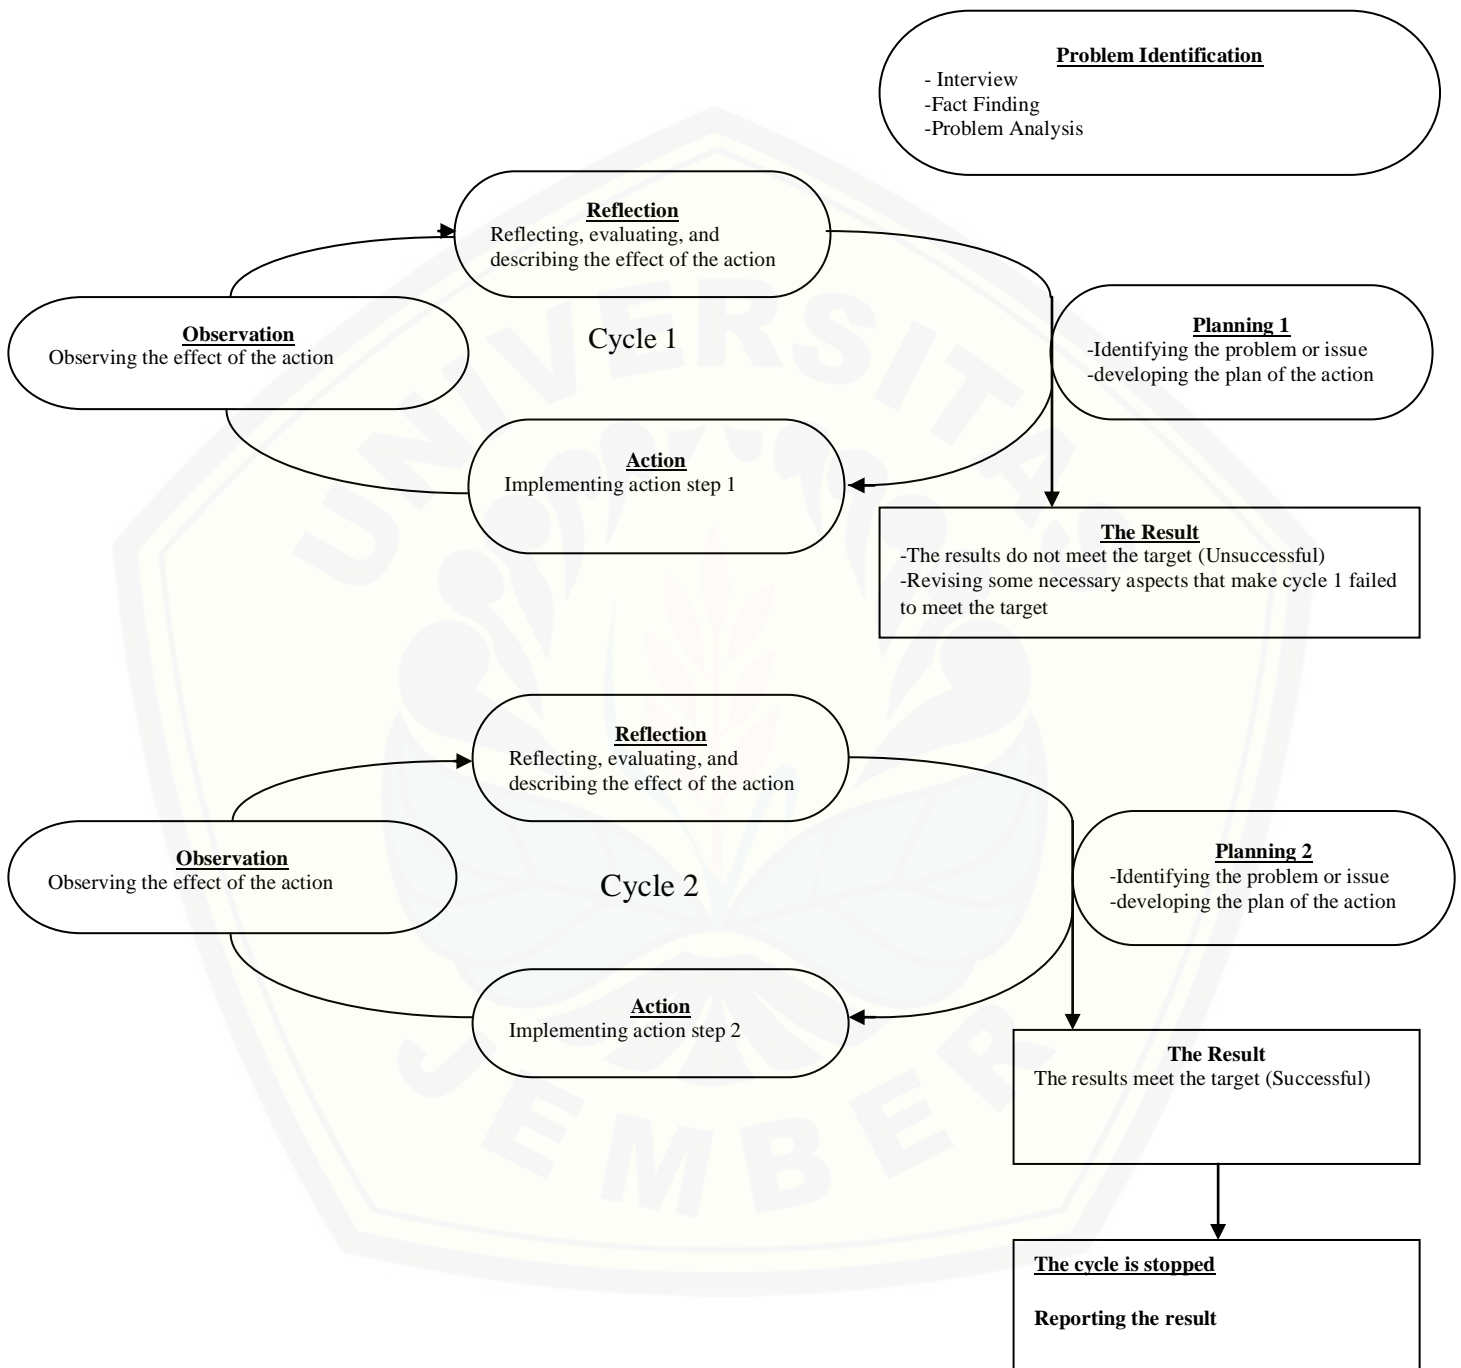 Problem Identification
- Interview
-Fact Finding
-Problem Analysis
Reflection
Reflecting, evaluating, and
describing the effect of the action
Observation
Observing the effect of the action
Cycle 1
Planning 1
-Identifying the problem or issue
-developing the plan of the action
Action
Implementing action step 1
The Result
-The results do not meet the target (Unsuccessful)
-Revising some necessary aspects that make cycle 1 failed
to meet the target
Reflection
Reflecting, evaluating, and
describing the effect of the action
Observation
Observing the effect of the action
Cycle 2
Planning 2
-Identifying the problem or issue
-developing the plan of the action
Action
Implementing action step 2
The Result
The results meet the target (Successful)
The cycle is stopped
Reporting the result
UNIVERSITAS
JEMBER